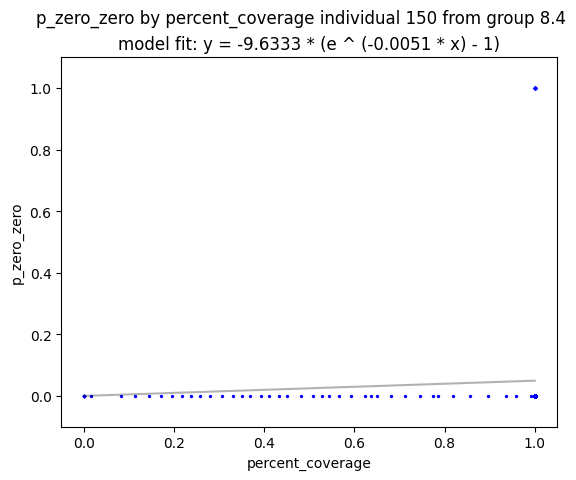 p_zero_zero by percent_coverage individual 150 from group 8.4
model fit: y = -9.6333 * (e ^ (-0.0051 * x) - 1)
1.0
0.8
0.6
0.4
0.2
0.0
p_zero_zero
0.0 0.2 0.4 0.6 0.8 1.0
percent_coverage